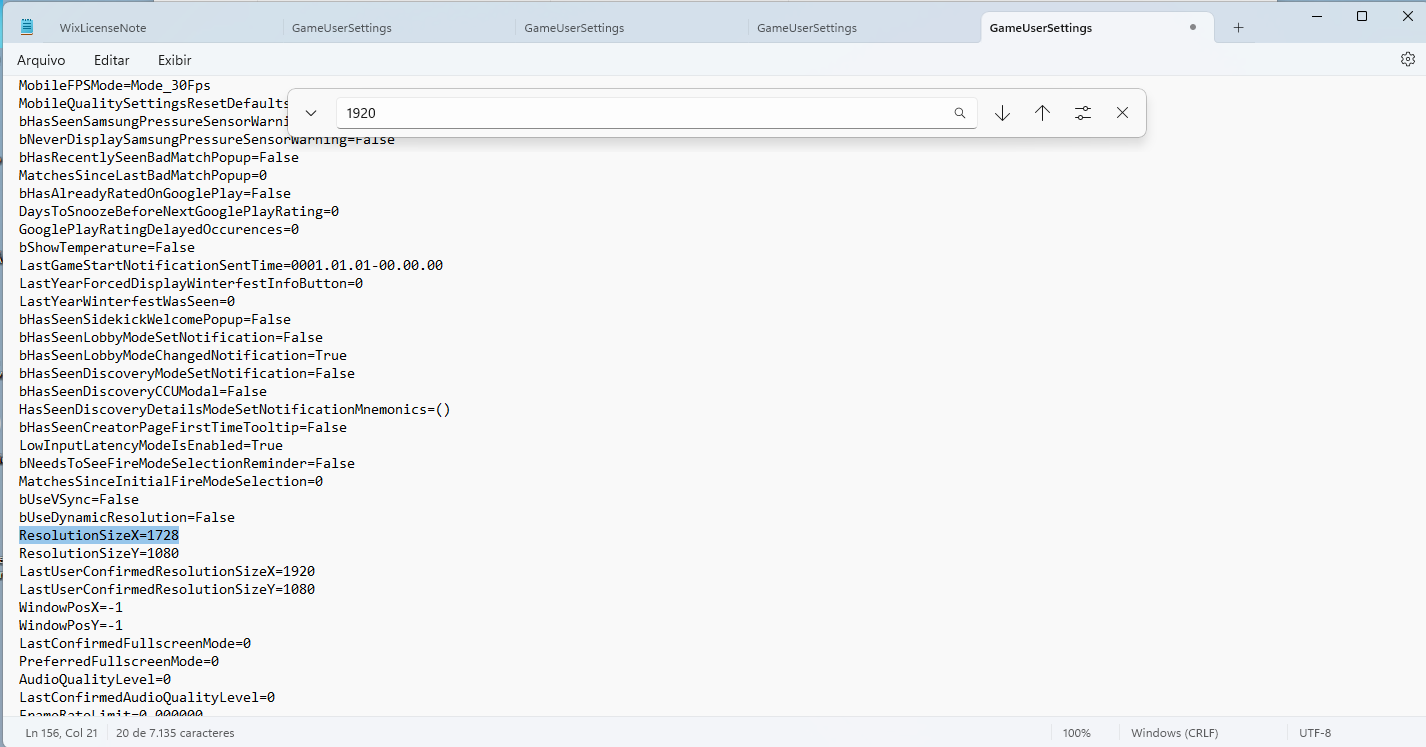 WixLicenseNote
GameUserSettings
GameUserSettings
GameUserSettings
GameUserSettings
Arquivo
Editar
Exibir
1920
MobileFPSMode=Mode_30Fps
MobileQualitySettingsResetDefaults
bHasSeenSamsungPressureSensorWarni
bNeverDisplaySamsungPressureSensorWarning=False
bHasRecentlySeenBadMatchPopup=False
MatchesSinceLastBadMatchPopup=0
bHasAlreadyRatedOnGooglePlay=False
DaysToSnoozeBeforeNextGooglePlayRating=0
GooglePlayRatingDelayedOccurences=0
bShowTemperature=False
LastGameStartNotificationSentTime=0001.01.01-00.00.00
LastYearForcedDisplayWinterfestInfoButton=0
LastYearWinterfestWasSeen=0
bHasSeenSidekickWelcomePopup=False
bHasSeenLobbyModeSetNotification=False
bHasSeenLobbyModeChangedNotification=True
bHasSeenDiscoveryModeSetNotification=False
bHasSeenDiscoveryCCUModal=False
HasSeenDiscoveryDetailsModeSetNotificationMnemonics=()
bHasSeenCreatorPageFirstTimeTooltip=False
LowInputLatencyModeIsEnabled=True
bNeedsToSeeFireModeSelectionReminder=False
MatchesSinceInitialFireModeSelection=0
bUseVSync=False
bUseDynamicResolution=False
ResolutionSizeX=1728
ResolutionSizeY=1080
LastUserConfirmedResolutionSizeX=1920
LastUserConfirmedResolutionSizeY=1080
WindowPosX=-1
WindowPosY=-1
LastConfirmedFullscreenMode=0
PreferredFullscreenMode=0
AudioQualityLevel=0
LastConfirmedAudioQualityLevel=0
FrameRateLimit=0.000000
Ln 156, Col 21
20 de 7.135 caracteres
100%
Windows (CRLF)
UTF-8